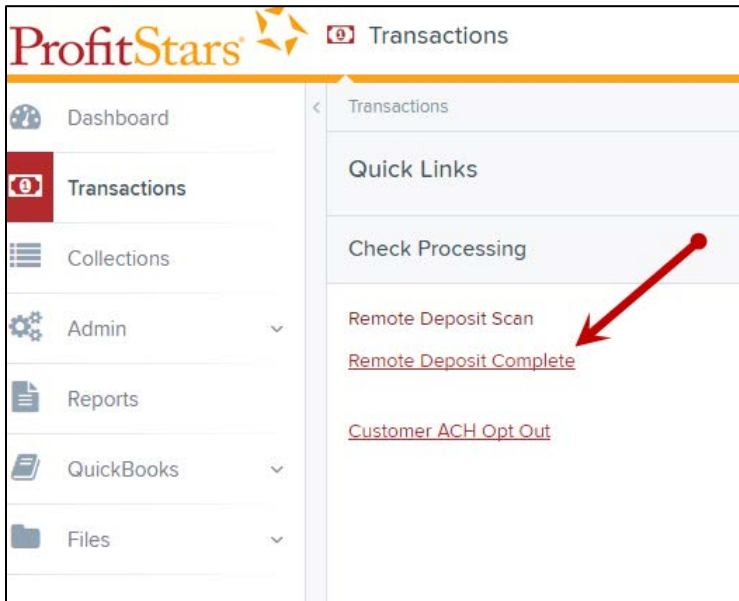 ProfitStars®
Transactions
Dashboard
Transactions
Collections
Admin
Reports
QuickBooks
Files
Transactions
Quick Links
Check Processing
Remote Deposit Scan
Remote Deposit Complete
Customer ACH Opt Out